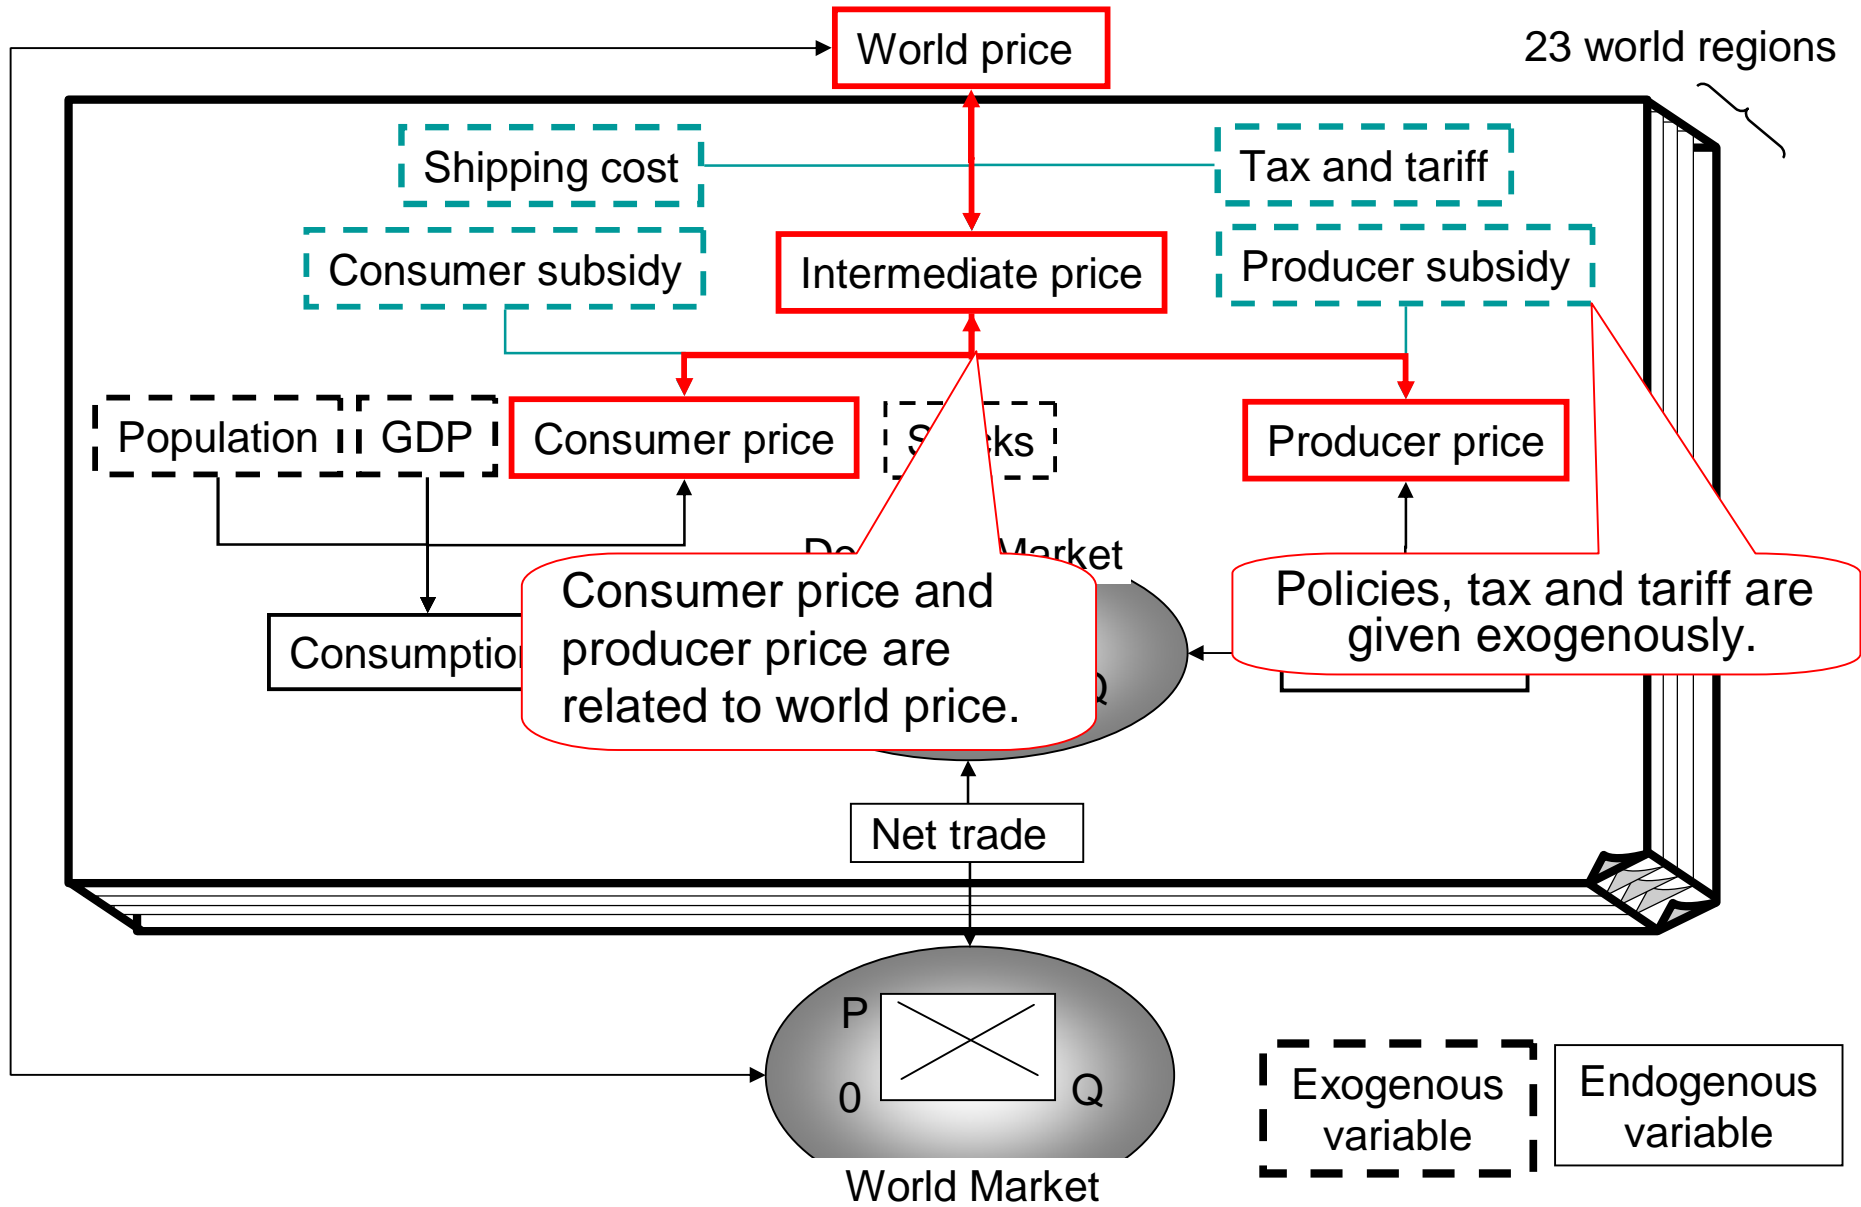 World price
23 world regions
Shipping cost
Tax and tariff
Consumer subsidy
Intermediate price
Producer subsidy
Population
GDP
Consumer price
Producer price
Market
Consumer price and
producer price are
related to world price.
Policies, tax and tariff are
given exogenously.
Consumption
Q
Net trade
P
0
Q
World Market
Exogenous
variable
Endogenous
variable